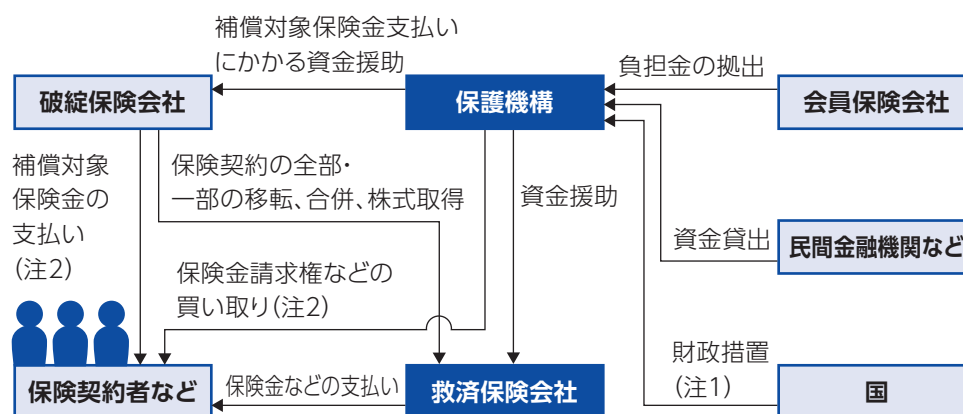 補償対象保険金支払い
にかかる資金援助
負担金の拠出
破綻保険会社
保護機構
会員保険会社
補償対象
保険金の
支払い
(注2)
保険契約の全部・
一部の移転、合併、株式取得
資金援助
資金貸出
民間金融機関など
保険金請求権などの
買い取り(注2)
財政措置
(注1)
保険契約者など
保険金などの支払い
救済保険会社
国